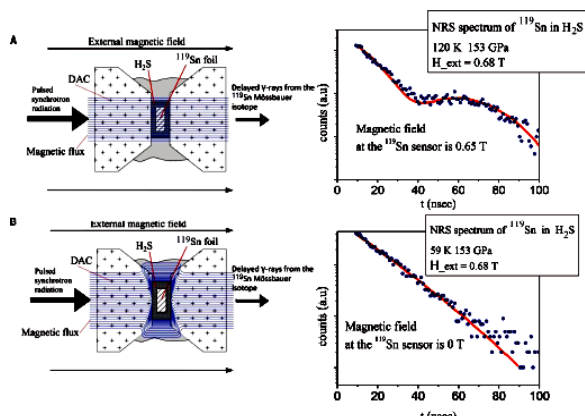 A
External magnetic field
DAC
H2S
119Sn foil
Pulsed
synchrotron
radiation
Delayed γ-rays from the
119Sn Mössbauer
isotope
Magnetic flux
counts (a.u)
NRS spectrum of 119Sn in H2S
120 K 153 GPa
H_ext = 0.68 T
Magnetic field
at the 119Sn sensor is 0.65 T
0 20 40 60 80 100
t (nsec)
B
External magnetic field
DAC
H2S
119Sn foil
Pulsed
synchrotron
radiation
Delayed γ-rays from the
119Sn Mössbauer
isotope
Magnetic flux
counts (a.u)
NRS spectrum of 119Sn in H2S
59 K 153 GPa
H_ext = 0.68 T
Magnetic field
at the 119Sn sensor is 0 T
0 20 40 60 80 100
t (nsec)